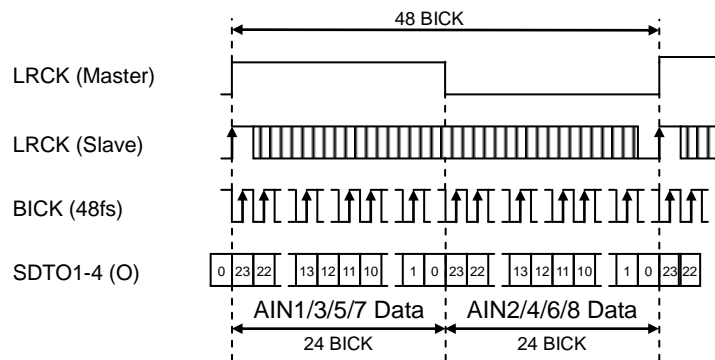 48 BICK
LRCK (Master)
LRCK (Slave)
BICK (48fs)
SDTO1-4 (O) 0 23 22 13 12 11 10 1 0 23 22 13 12 11 10 1 0 23 22
AIN1/3/5/7 Data AIN2/4/6/8 Data
24 BICK 24 BICK